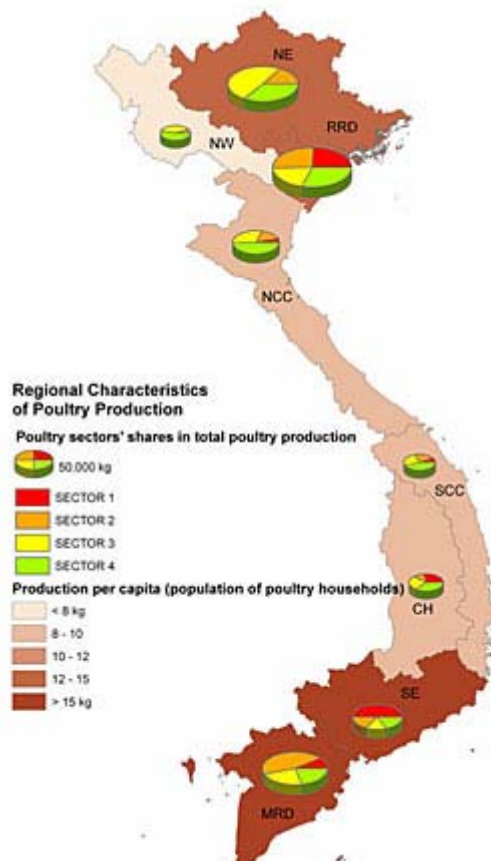 NE
RRD
NW
NCC
Regional Characteristics
of Poultry Production
Poultry sectors' shares in total poultry production
50.000 kg
SECTOR 1
SECTOR 2
SECTOR 3
SECTOR 4
Production per capita (population of poultry households)
< 8 kg
8 - 10
10 - 12
12 - 15
> 15 kg
SCC
CH
SE
MRD